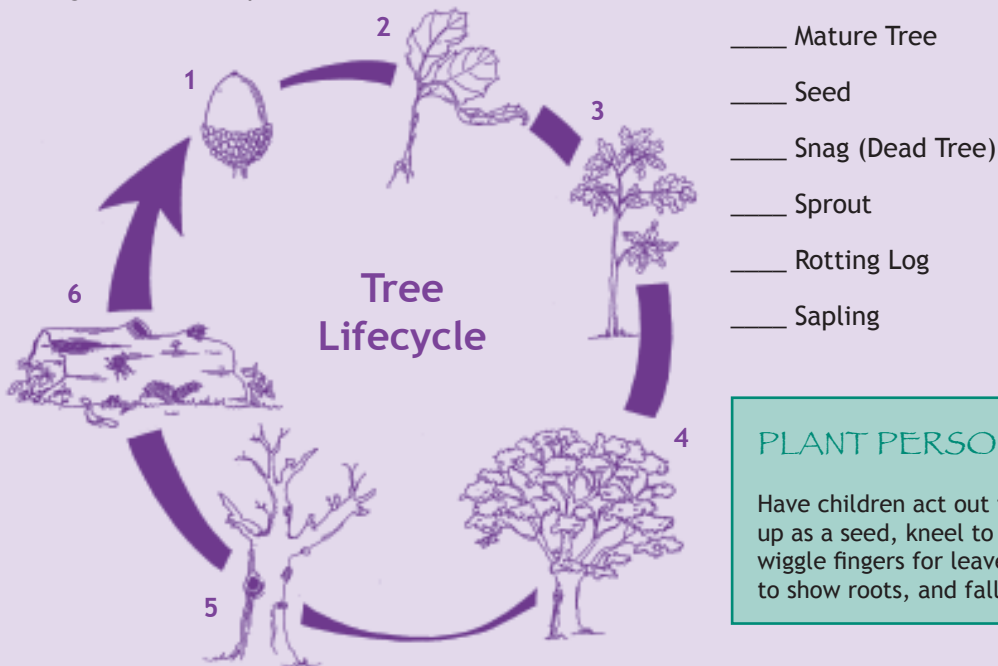 1
2
3
4
5
6
Tree
Lifecycle
____ Mature Tree
____ Seed
____ Snag (Dead Tree)
____ Sprout
____ Rotting Log
____ Sapling
PLANT
Have children act out
up as a seed, kneel to
wiggle fingers for
to show roots, and fall